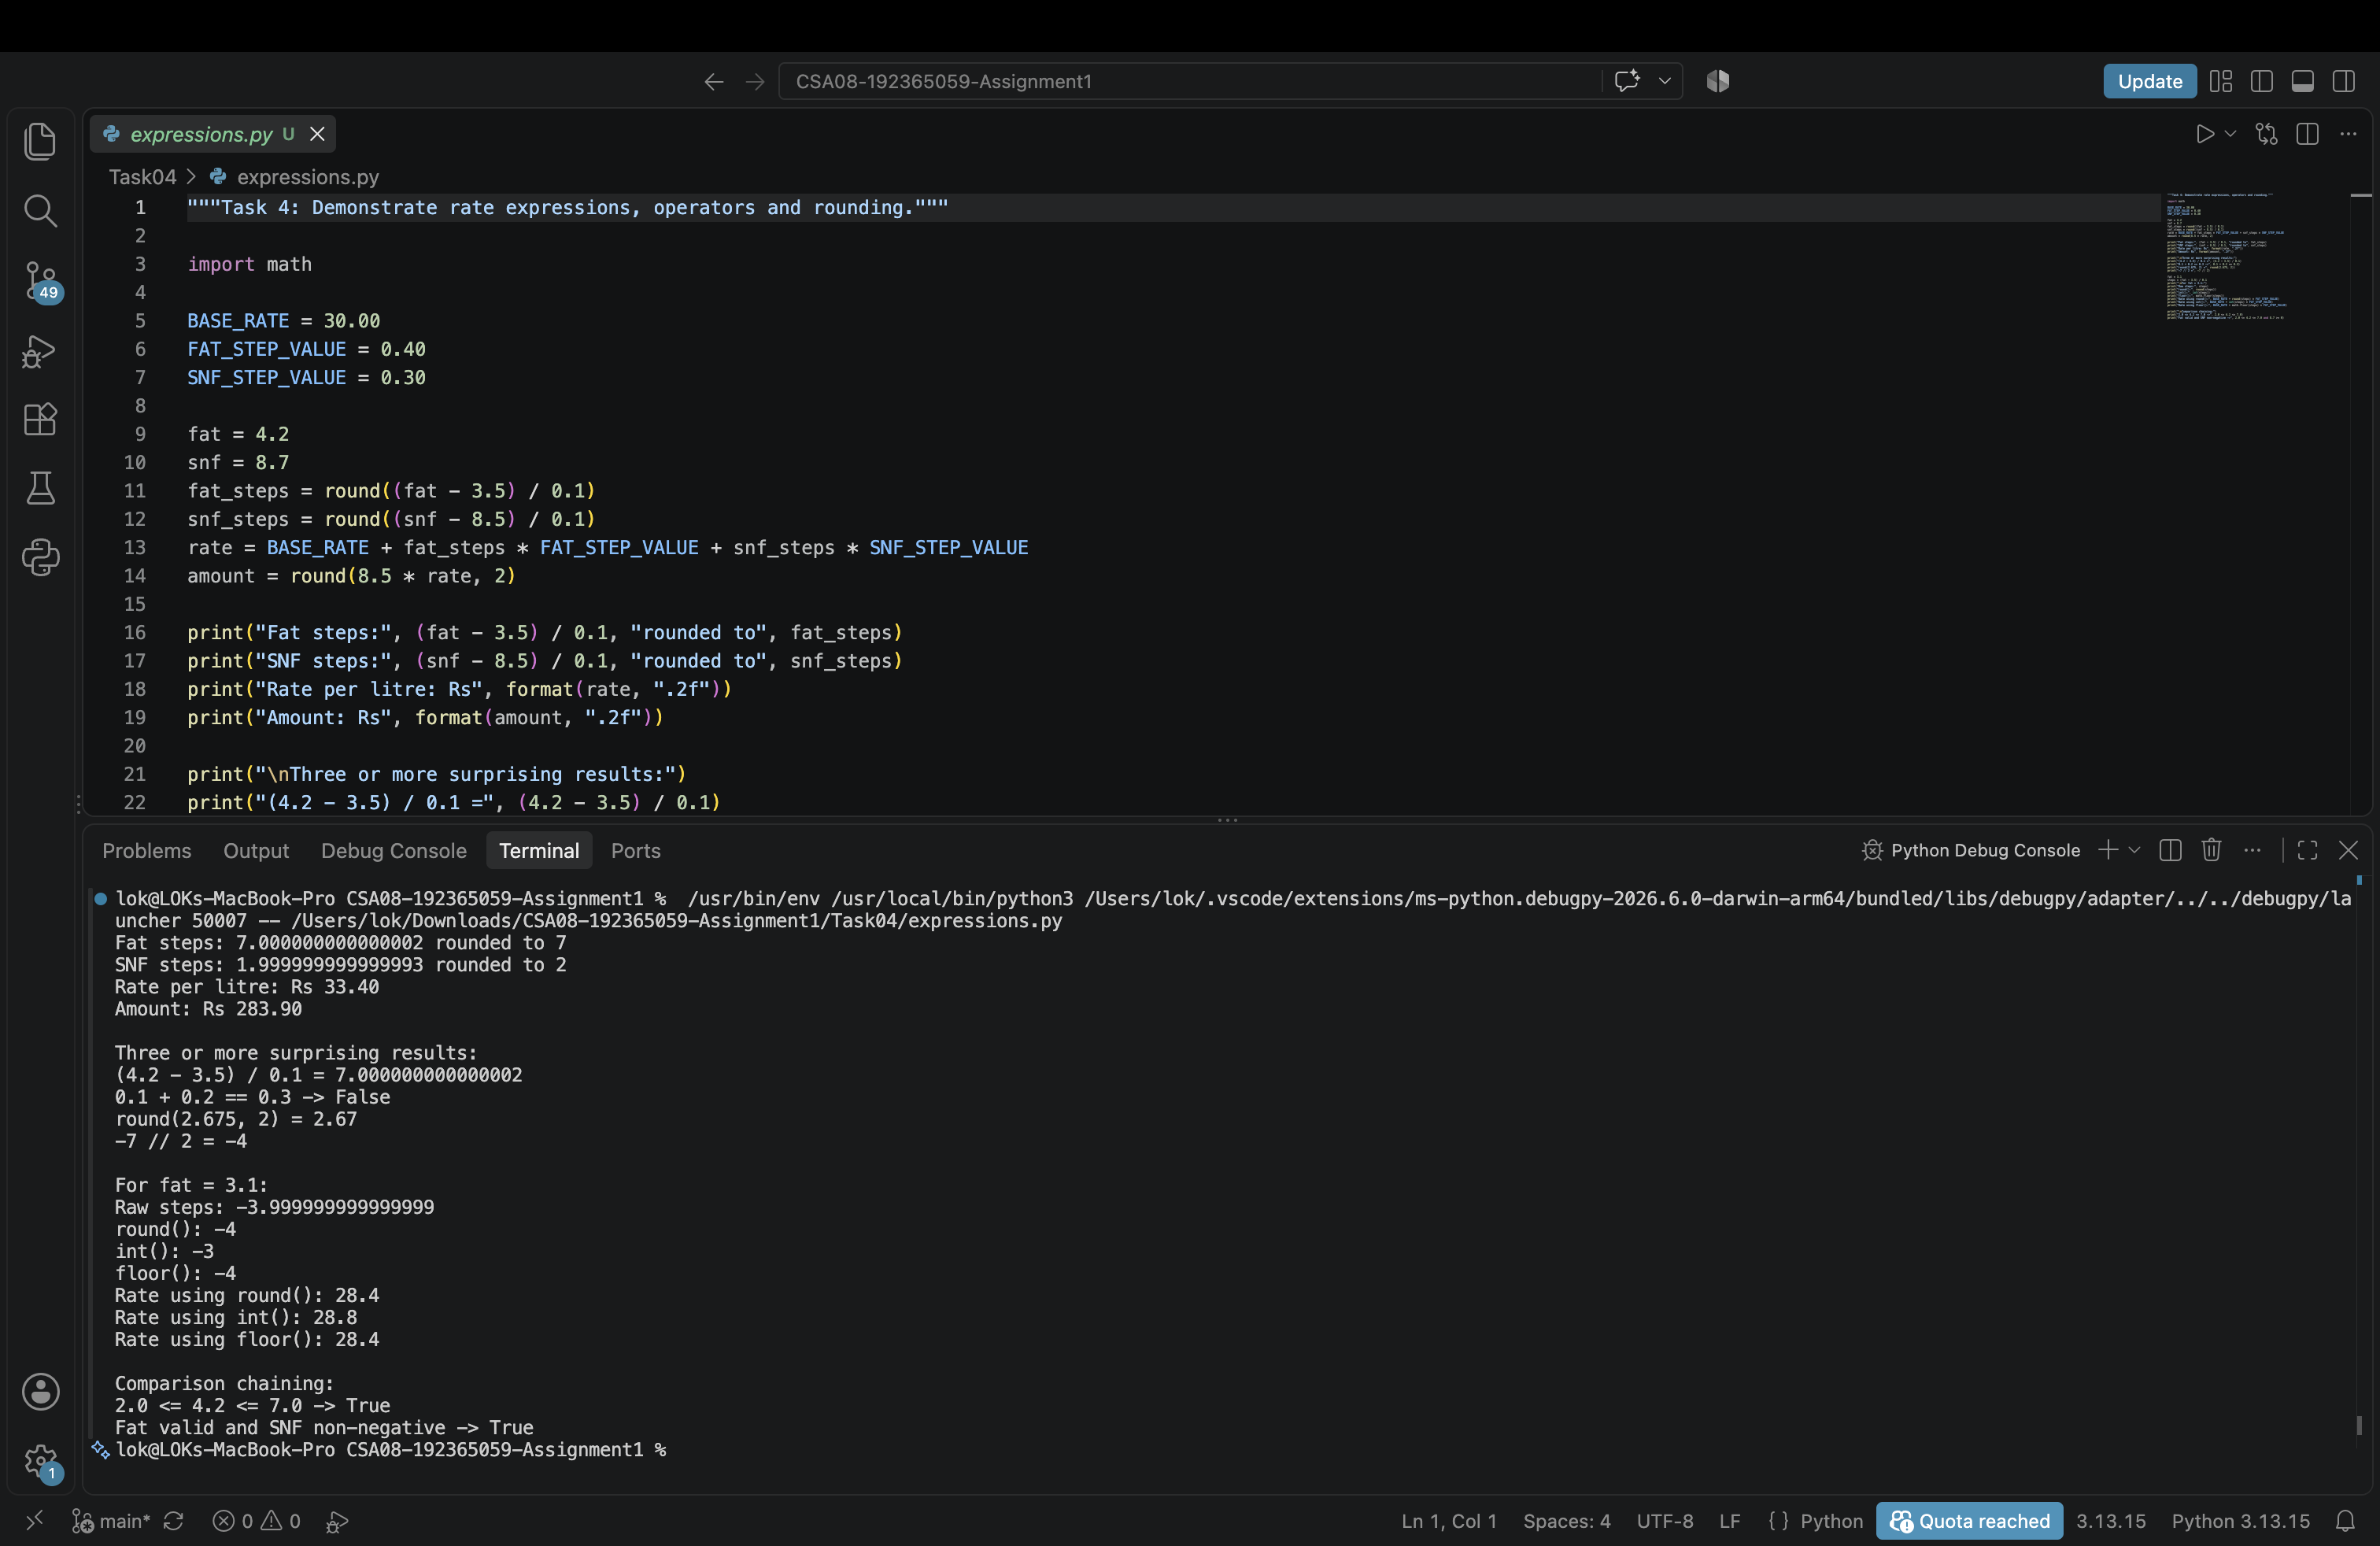 CSA08-192365059-Assignment1
Update
expressions.py U
Task04 > expressions.py
1 """Task 4: Demonstrate rate expressions, operators and rounding."""
2
3 import math
4
5 BASE_RATE = 30.00
6 FAT_STEP_VALUE = 0.40
7 SNF_STEP_VALUE = 0.30
8
9 fat = 4.2
10 snf = 8.7
11 fat_steps = round((fat - 3.5) / 0.1)
12 snf_steps = round((snf - 8.5) / 0.1)
13 rate = BASE_RATE + fat_steps * FAT_STEP_VALUE + snf_steps * SNF_STEP_VALUE
14 amount = round(8.5 * rate, 2)
15
16 print("Fat steps:", (fat - 3.5) / 0.1, "rounded to", fat_steps)
17 print("SNF steps:", (snf - 8.5) / 0.1, "rounded to", snf_steps)
18 print("Rate per litre: Rs", format(rate, ".2f"))
19 print("Amount: Rs", format(amount, ".2f"))
20
21 print("\nThree or more surprising results:")
22 print("(4.2 - 3.5) / 0.1 =", (4.2 - 3.5) / 0.1)
49
Problems Output Debug Console Terminal Ports
Python Debug Console
lok@LOKs-MacBook-Pro CSA08-192365059-Assignment1 %  /usr/bin/env /usr/local/bin/python3 /Users/lok/.vscode/extensions/ms-python.debugpy-2026.6.0-darwin-arm64/bundled/libs/debugpy/adapter/../../debugpy/la
uncher 50007 -- /Users/lok/Downloads/CSA08-192365059-Assignment1/Task04/expressions.py
Fat steps: 7.000000000000002 rounded to 7
SNF steps: 1.999999999999993 rounded to 2
Rate per litre: Rs 33.40
Amount: Rs 283.90

Three or more surprising results:
(4.2 - 3.5) / 0.1 = 7.000000000000002
0.1 + 0.2 == 0.3 -> False
round(2.675, 2) = 2.67
-7 // 2 = -4

For fat = 3.1:
Raw steps: -3.999999999999999
round(): -4
int(): -3
floor(): -4
Rate using round(): 28.4
Rate using int(): 28.8
Rate using floor(): 28.4

Comparison chaining:
2.0 <= 4.2 <= 7.0 -> True
Fat valid and SNF non-negative -> True
lok@LOKs-MacBook-Pro CSA08-192365059-Assignment1 %
1
main* 0 0
Ln 1, Col 1 Spaces: 4 UTF-8 LF {} Python Quota reached 3.13.15 Python 3.13.15